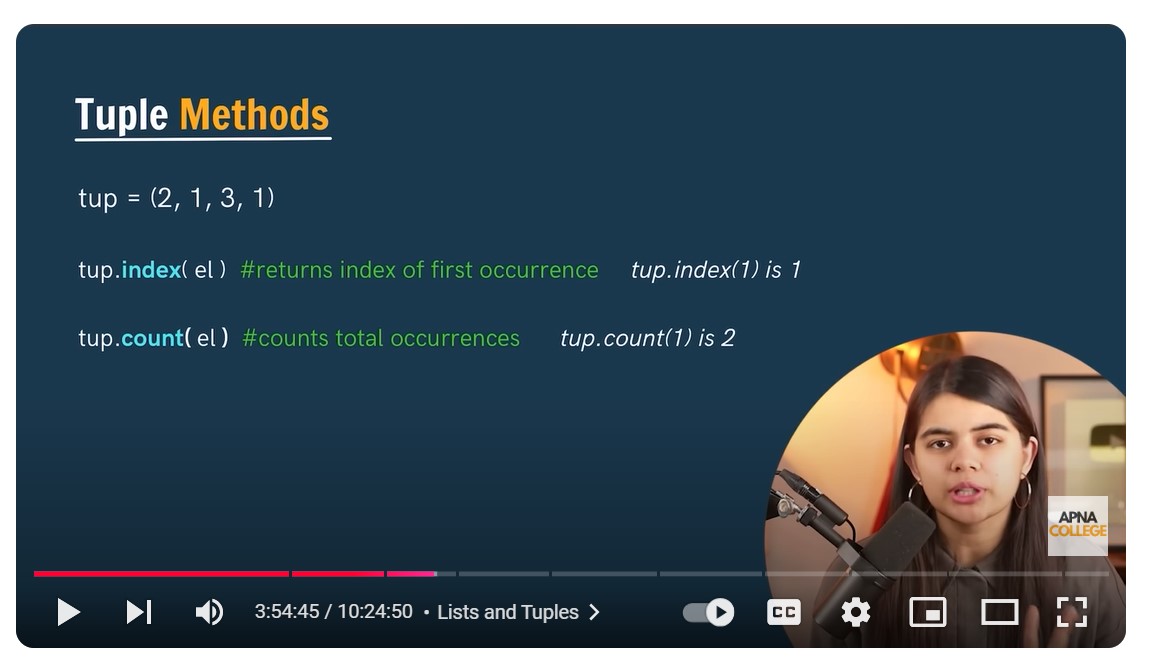 Tuple Methods
tup = (2, 1, 3, 1)
tup.index( el ) #returns index of first occurrence tup.index(1) is 1
tup.count( el ) #counts total occurrences tup.count(1) is 2
APNA
COLLEGE
3:54:45 / 10:24:50 • Lists and Tuples
CC